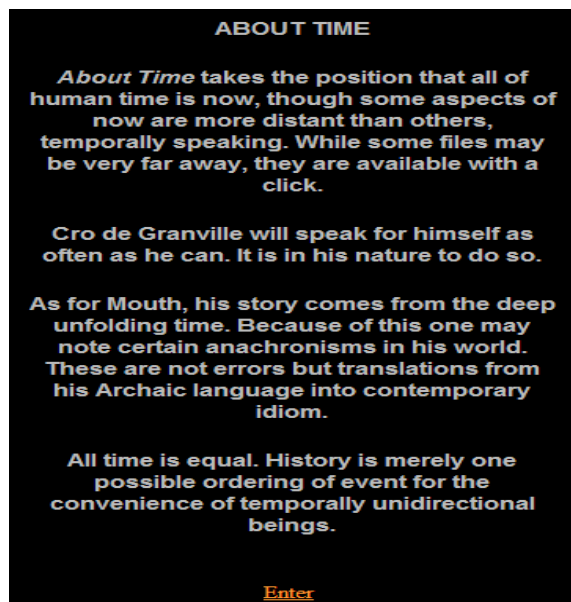 ABOUT TIME
About Time takes the position that all of
human time is now, though some aspects of
now are more distant than others,
temporally speaking. While some files may
be very far away, they are available with a
click.
Cro de Granville will speak for himself as
often as he can. It is in his nature to do so.
As for Mouth, his story comes from the deep
unfolding time. Because of this one may
note certain anachronisms in his world.
These are not errors but translations from
his Archaic language into contemporary
idiom.
All time is equal. History is merely one
possible ordering of event for the
convenience of temporally unidirectional
beings.
Enter